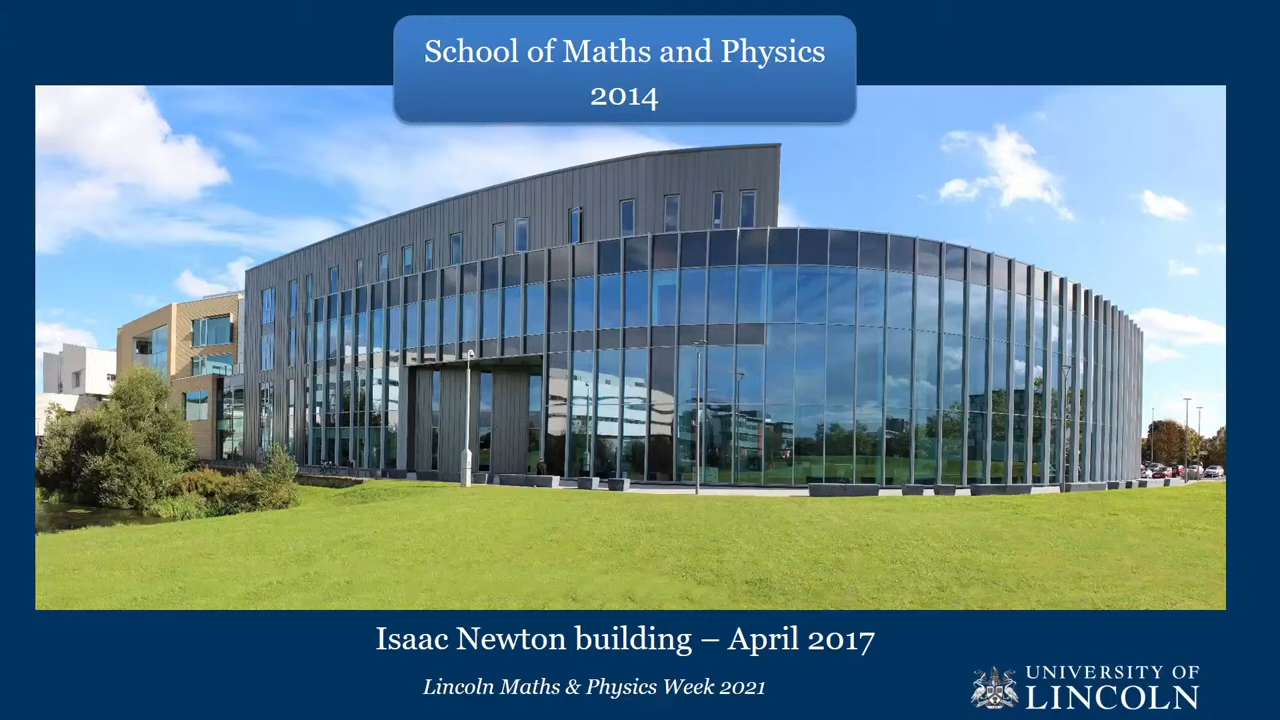 School of Maths and Physics
2014
Isaac Newton building – April 2017
Lincoln Maths & Physics Week 2021
UNIVERSITY OF
LINCOLN